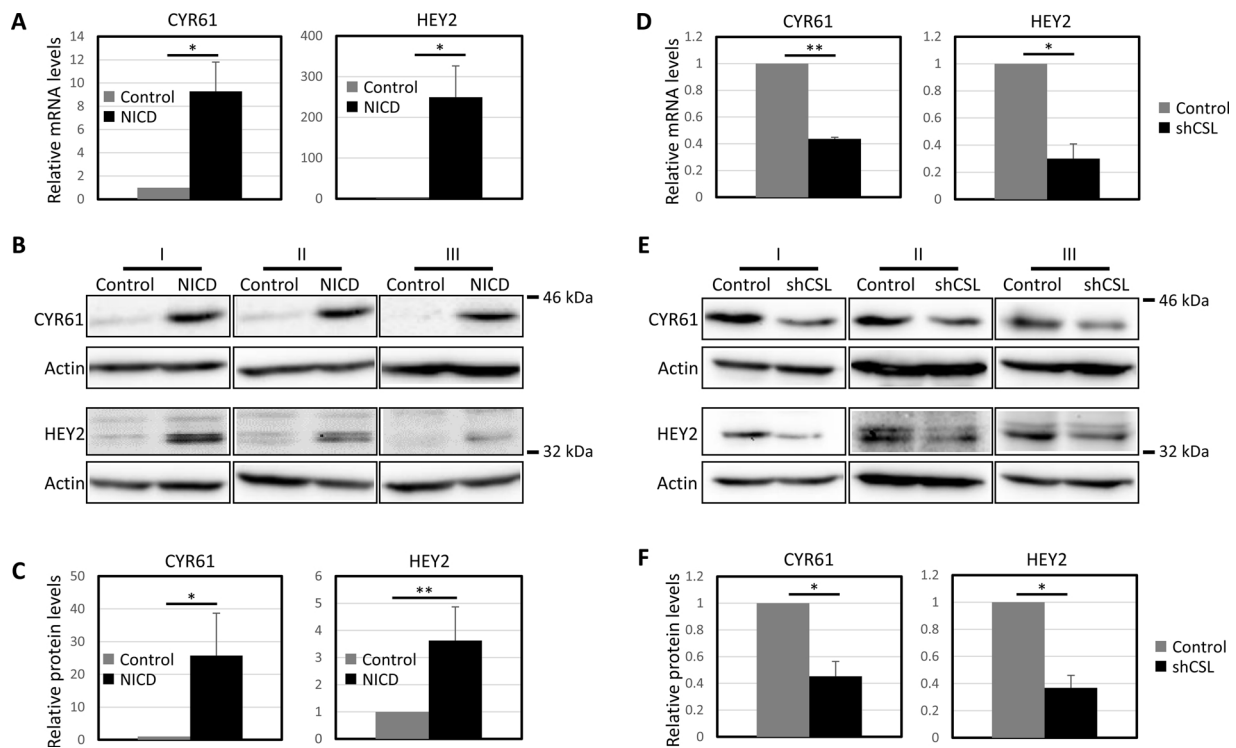 A
CYR61
HEY2
Relative mRNA levels
14
12
10
8
6
4
2
0
*
Control
NICD
400
300
200
100
0
*
Control
NICD
B
I
II
III
Control NICD Control NICD Control NICD
46 kDa
CYR61
Actin
HEY2
32 kDa
Actin
C
CYR61
HEY2
Relative protein levels
50
40
30
20
10
0
*
Control
NICD
6
5
4
3
2
1
0
**
Control
NICD
D
CYR61
HEY2
Relative mRNA levels
1.2
1
0.8
0.6
0.4
0.2
0
**
1.2
1
0.8
0.6
0.4
0.2
0
*
Control
shCSL
E
I
II
III
Control shCSL Control shCSL Control shCSL
46 kDa
CYR61
Actin
HEY2
32 kDa
Actin
F
CYR61
HEY2
Relative protein levels
1.2
1
0.8
0.6
0.4
0.2
0
*
1.2
1
0.8
0.6
0.4
0.2
0
*
Control
shCSL